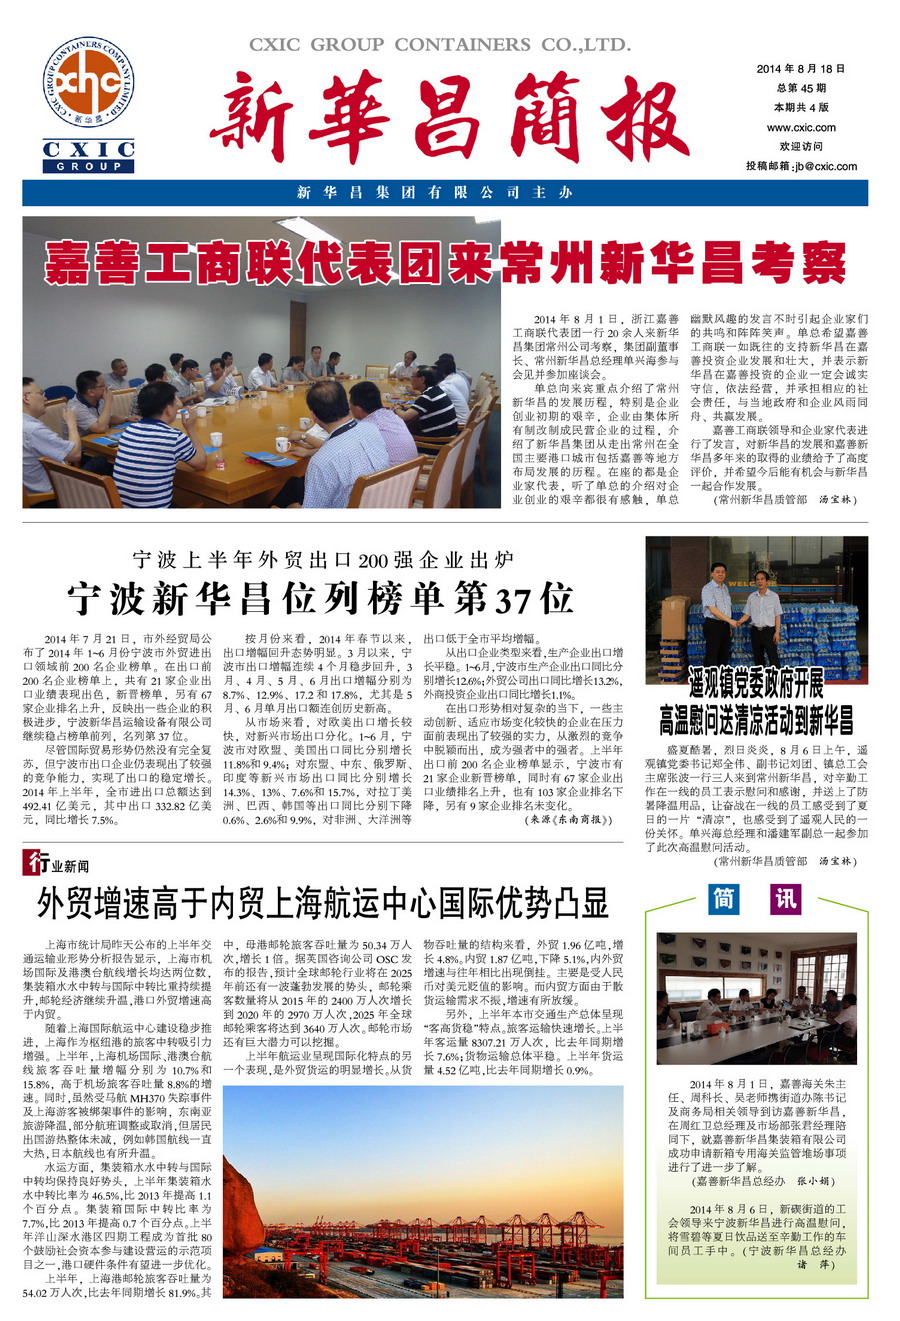 CXIC GROUP CONTAINERS CO.,LTD.
CXIC GROUP CONTAINERS COMPANY LIMITED
xhc
新华昌
CXIC
GROUP
新華昌簡报
2014 年 8 月 18 日
总第 45 期
本期共 4 版
www.cxic.com
欢迎访问
投稿邮箱:jb@cxic.com
新华昌集团有限公司主办
嘉善工商联代表团来常州新华昌考察
2014 年 8 月 1 日，浙江嘉善
工商联代表团一行 20 余人来新华
昌集团常州公司考察，集团副董事
长、常州新华昌总经理单兴海参与
会见并参加座谈会。
单总向来宾重点介绍了常州
新华昌的发展历程，特别是企业
创业初期的艰辛，企业由集体所
有制改制成民营企业的过程，介
绍了新华昌集团从走出常州在全
国主要港口城市包括嘉善等地方
布局发展的历程。在座的都是企
业家代表，听了单总的介绍对企
业创业的艰辛都很有感触，单总
幽默风趣的发言不时引起企业家们
的共鸣和阵阵笑声。单总希望嘉善
工商联一如既往的支持新华昌在嘉
善投资企业发展和壮大，并表示新
华昌在嘉善投资的企业一定会诚实
守信，依法经营，并承担相应的社
会责任，与当地政府和企业风雨同
舟、共赢发展。
嘉善工商联领导和企业家代表进
行了发言，对新华昌的发展和嘉善新
华昌多年来的取得的业绩给予了高度
评价，并希望今后能有机会与新华昌
一起合作发展。
(常州新华昌质管部 汤宝林)
宁波上半年外贸出口200强企业出炉
宁波新华昌位列榜单第37位
2014 年 7 月 21 日，市外经贸局公
布了 2014 年 1~6 月份宁波市外贸进出
口领域前 200 名企业榜单。在出口前
200 名企业榜单上，共有 21 家企业出
口业绩表现出色，新晋榜单，另有 67
家企业排名上升，反映出一些企业的积
极进步，宁波新华昌运输设备有限公司
继续稳占榜单前列，名列第 37 位。
尽管国际贸易形势仍然没有完全复
苏，但宁波市出口企业仍表现出了较强
的竞争能力，实现了出口的稳定增长。
2014 年上半年，全市进出口总额达到
492.41 亿美元，其中出口 332.82 亿美
元，同比增长 7.5%。
按月份来看，2014 年春节以来，
出口增幅回升态势明显。3 月以来，宁
波市出口增幅连续 4 个月稳步回升，3
月、4 月、5 月、6 月出口增幅分别为
8.7%、12.9%、17.2 和 17.8%，尤其是 5
月、6 月单月出口额连创历史新高。
从市场来看，对欧美出口增长较
快，对新兴市场出口分化。1~6 月，宁
波市对欧盟、美国出口同比分别增长
11.8%和 9.4%；对东盟、中东、俄罗斯、
印度等新兴市场出口同比分别增长
14.3%、13%、7.6%和 15.7%，对拉丁美
洲、巴西、韩国等出口同比分别下降
0.6%、2.6%和 9.9%，对非洲、大洋洲等
出口低于全市平均增幅。
从出口企业类型来看,生产企业出口增
长平稳。1~6月,宁波市生产企业出口同比分
别增长12.6%;外贸公司出口同比增长13.2%,
外商投资企业出口同比增长1.1%。
在出口形势相对复杂的当下，一些主
动创新、适应市场变化较快的企业在压力
面前表现出了较强的实力，从激烈的竞争
中脱颖而出，成为强者中的强者。上半年
出口前 200 名企业榜单显示，宁波市有
21 家企业新晋榜单，同时有 67 家企业出
口业绩排名上升，也有 103 家企业排名下
降，另有 9 家企业排名未变化。
(来源《东南商报》)
WELCOME
遥观镇党委政府开展
高温慰问送清凉活动到新华昌
盛夏酷暑，烈日炎炎，8 月 6 日上午，遥
观镇党委书记郑全伟、副书记刘团、镇总工会
主席张波一行三人来到常州新华昌，对辛勤工
作在一线的员工表示慰问和感谢，并送上了防
暑降温用品，让奋战在一线的员工感受到了夏
日的一片“清凉”，也感受到了遥观人民的一
份关怀。单兴海总经理和潘建军副总一起参加
了此次高温慰问活动。
(常州新华昌质管部 汤宝林)
行业新闻
外贸增速高于内贸上海航运中心国际优势凸显
上海市统计局昨天公布的上半年交
通运输业形势分析报告显示，上海市机
场国际及港澳台航线增长均达两位数，
集装箱水水中转与国际中转比重持续提
升,邮轮经济继续升温,港口外贸增速高
于内贸。
随着上海国际航运中心建设稳步推
进，上海作为枢纽港的旅客中转吸引力
增强。上半年,上海机场国际、港澳台航
线旅客吞吐量增幅分别为 10.7%和
15.8%，高于机场旅客吞吐量 8.8%的增
速。同时,虽然受马航 MH370 失踪事件
及上海游客被绑架事件的影响，东南亚
旅游降温,部分航班调整或取消,但居民
出国游热整体未减，例如韩国航线一直
大热,日本航线也有所升温。
水运方面，集装箱水水中转与国际
中转均保持良好势头，上半年集装箱水
水中转比率为 46.5%,比 2013 年提高 1.1
个百分点。集装箱国际中转比率为
7.7%,比 2013 年提高 0.7 个百分点。上半
年洋山深水港区四期工程成为首批 80
个鼓励社会资本参与建设营运的示范项
目之一,港口硬件条件有望进一步优化。
上半年，上海港邮轮旅客吞吐量为
54.02 万人次,比去年同期增长 81.9%。其
中，母港邮轮旅客吞吐量为 50.34 万人
次,增长 1 倍。据英国咨询公司 OSC 发
布的报告,预计全球邮轮行业将在 2025
年前还有一波蓬勃发展的势头，邮轮乘
客数量将从 2015 年的 2400 万人次增长
到 2020 年的 2970 万人次,2025 年全球
邮轮乘客将达到 3640 万人次。邮轮市场
还有巨大潜力可以挖掘。
上半年航运业呈现国际化特点的另
一个表现,是外贸货运的明显增长。从货
物吞吐量的结构来看，外贸 1.96 亿吨,增
长 4.8%。内贸 1.87 亿吨,下降 5.1%,内外贸
增速与往年相比出现倒挂。主要是受人民
币对美元贬值的影响。而内贸方面由于散
货运输需求不振,增速有所放缓。
另外，上半年本市交通生产总体呈现
“客高货稳”特点。旅客运输快速增长。上半
年客运量 8307.21 万人次，比去年同期增
长 7.6%;货物运输总体平稳。上半年货运
量 4.52 亿吨,比去年同期增长 0.9%。
简 讯
2014 年 8 月 1 日，嘉善海关朱主
任、周科长、吴老师携街道办陈书记
及商务局相关领导到访嘉善新华昌，
在周红卫总经理及市场部张君经理陪
同下，就嘉善新华昌集装箱有限公司
成功申请新箱专用海关监管堆场事项
进行了进一步了解。
(嘉善新华昌总经办 张小娟)
2014 年 8 月 6 日，新碶街道的工
会领导来宁波新华昌进行高温慰问，
将雪碧等夏日饮品送至辛勤工作的车
间员工手中。(宁波新华昌总经办
诸 萍)